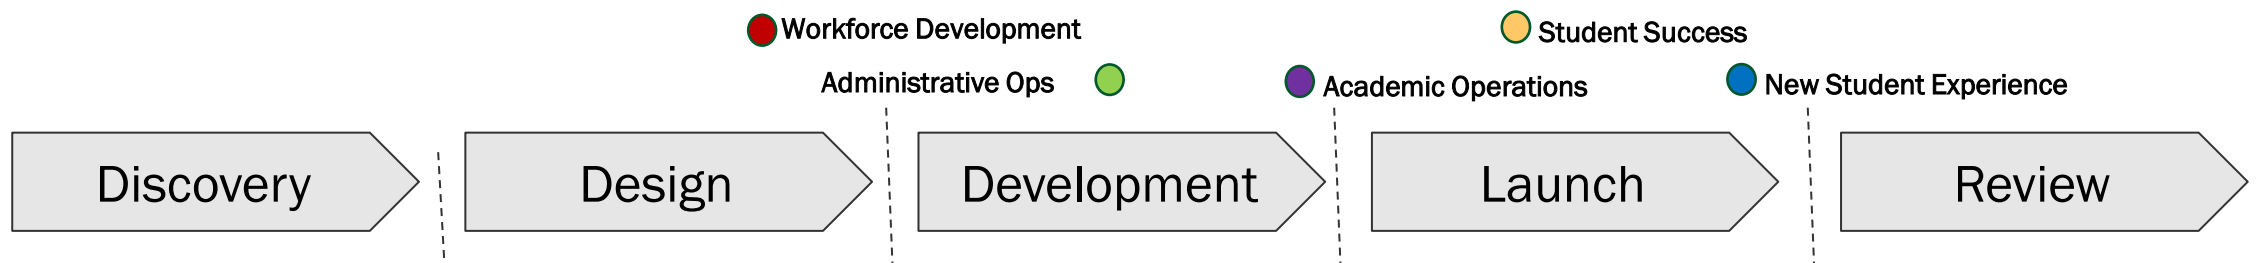 Workforce Development
Student Success
Administrative Ops
Academic Operations
New Student Experience
Discovery
Design
Development
Launch
Review